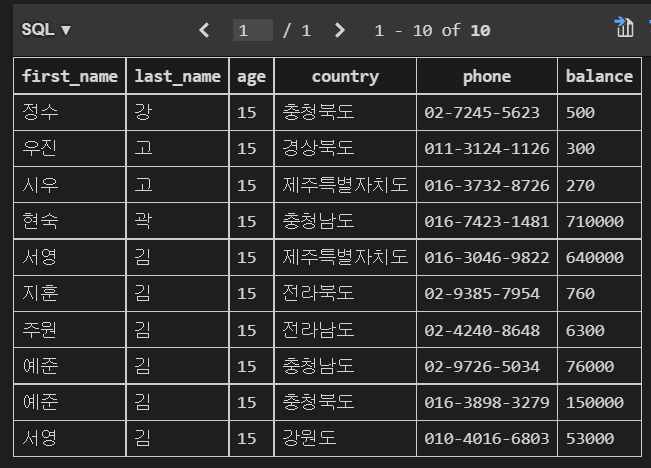 SQL ▼ 1 / 1 1 - 10 of 10
first_name last_name age country phone balance
정수 강 15 충청북도 02-7245-5623 500
우진 고 15 경상북도 011-3124-1126 300
시우 고 15 제주특별자치도 016-3732-8726 270
현숙 곽 15 충청남도 016-7423-1481 710000
서영 김 15 제주특별자치도 016-3046-9822 640000
지훈 김 15 전라북도 02-9385-7954 760
주원 김 15 전라남도 02-4240-8648 6300
예준 김 15 충청남도 02-9726-5034 76000
예준 김 15 충청북도 016-3898-3279 150000
서영 김 15 강원도 010-4016-6803 53000